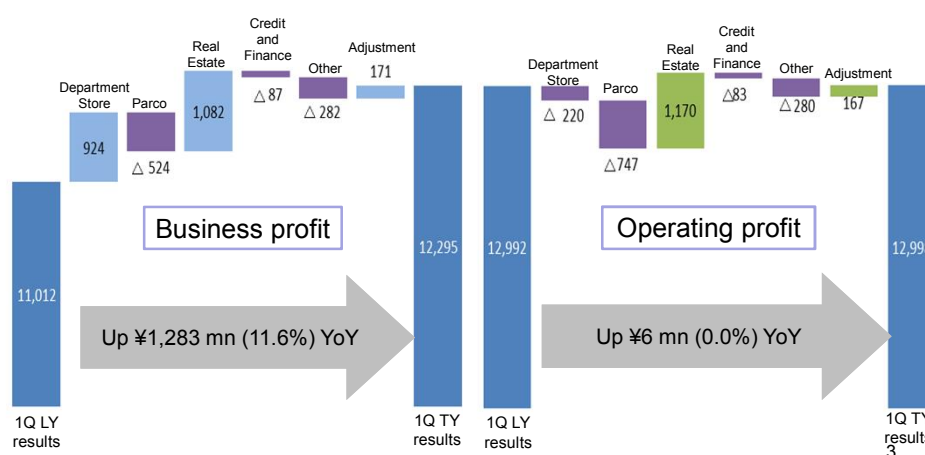 Department
Store
924
Parco
△ 524
Real
Estate
1,082
Credit
and
Finance
△ 87
Other
△ 282
Adjustment
171
Business profit
11,012
12,295
Up ¥1,283 mn (11.6%) YoY
1Q LY
results
1Q TY
results
Department
Store
△ 220
Parco
△747
Real
Estate
1,170
Credit
and
Finance
△83
Other
△280
Adjustment
167
Operating profit
12,992
Up ¥6 mn (0.0%) YoY
1Q LY
results
1Q TY
results
3